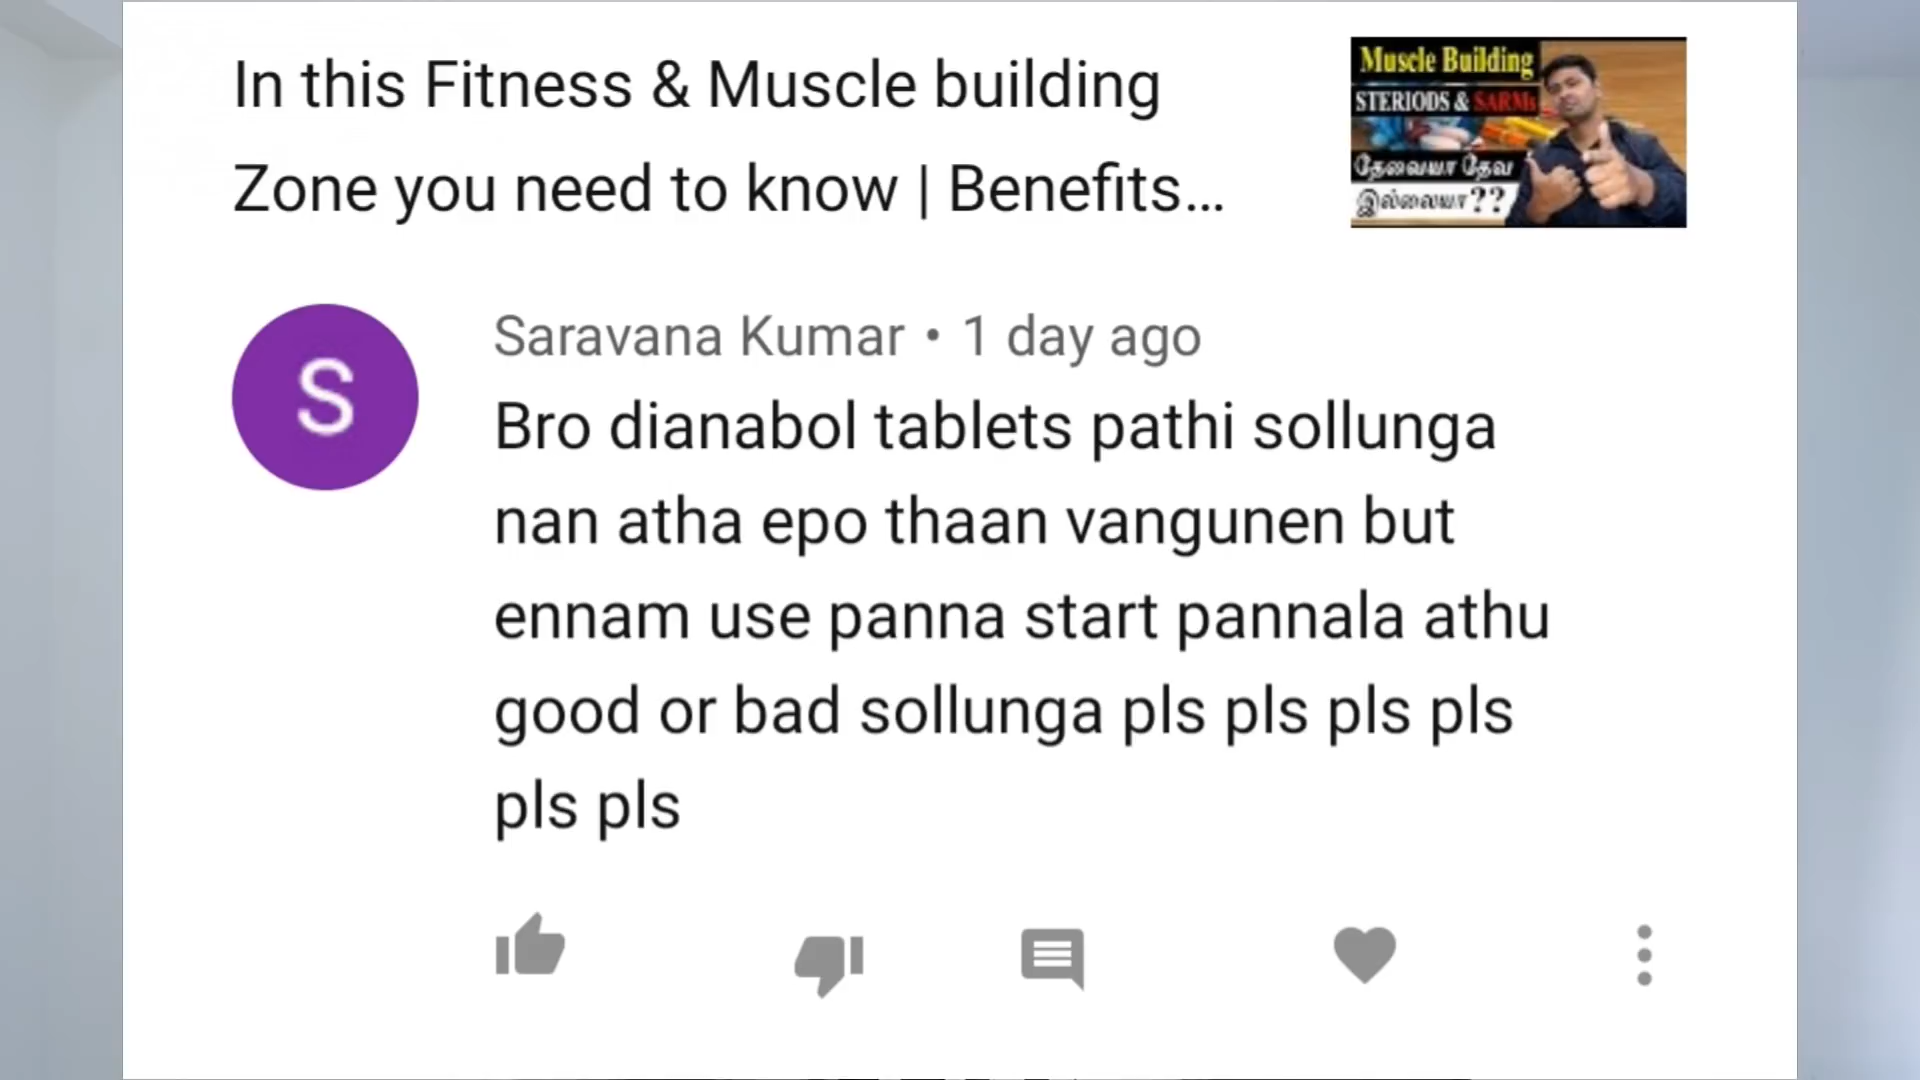 In this Fitness & Muscle building
Zone you need to know | Benefits...
Muscle Building
STERIODS & SARMs
தேவையா தேவ
இல்லையா??
S
Saravana Kumar • 1 day ago
Bro dianabol tablets pathi sollunga
nan atha epo thaan vangunen but
ennam use panna start pannala athu
good or bad sollunga pls pls pls pls
pls pls